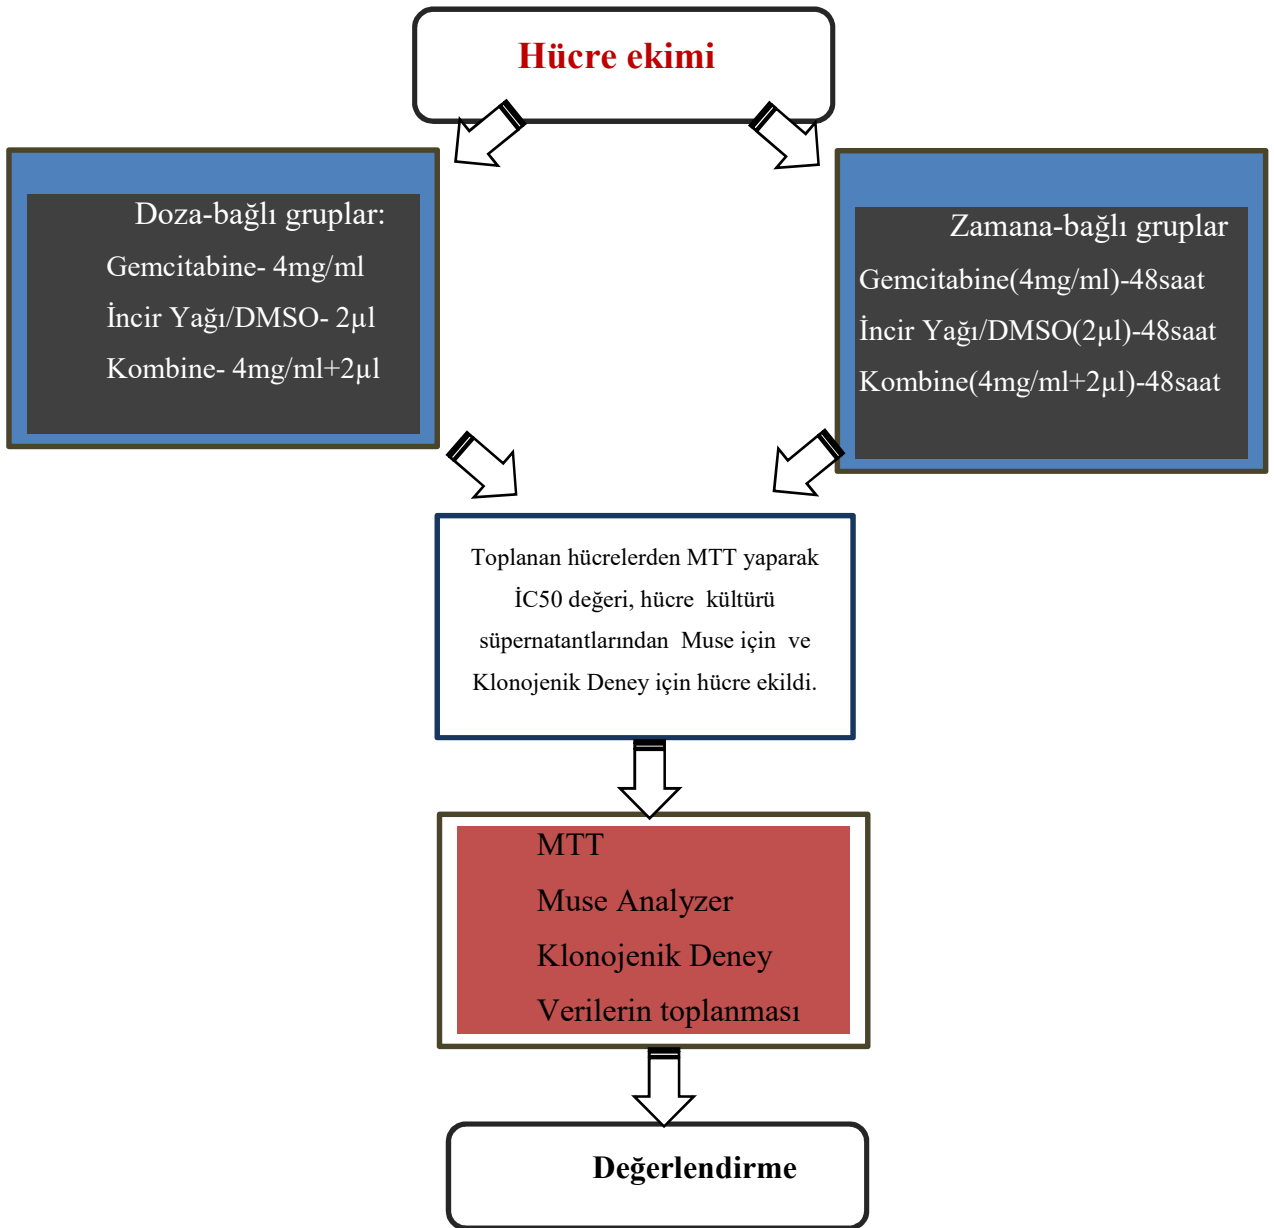 Hücre ekimi
Doza-bağlı gruplar:
Gemcitabine- 4mg/ml
İncir Yağı/DMSO- 2µl
Kombine- 4mg/ml+2µl
Zamana-bağlı gruplar
Gemcitabine(4mg/ml)-48saat
İncir Yağı/DMSO(2µl)-48saat
Kombine(4mg/ml+2µl)-48saat
Toplanan hücrelerden MTT yaparak
İC50 değeri, hücre kültürü
süpernatantlarından Muse için ve
Klonojenik Deney için hücre ekildi.
MTT
Muse Analyzer
Klonojenik Deney
Verilerin toplanması
Değerlendirme